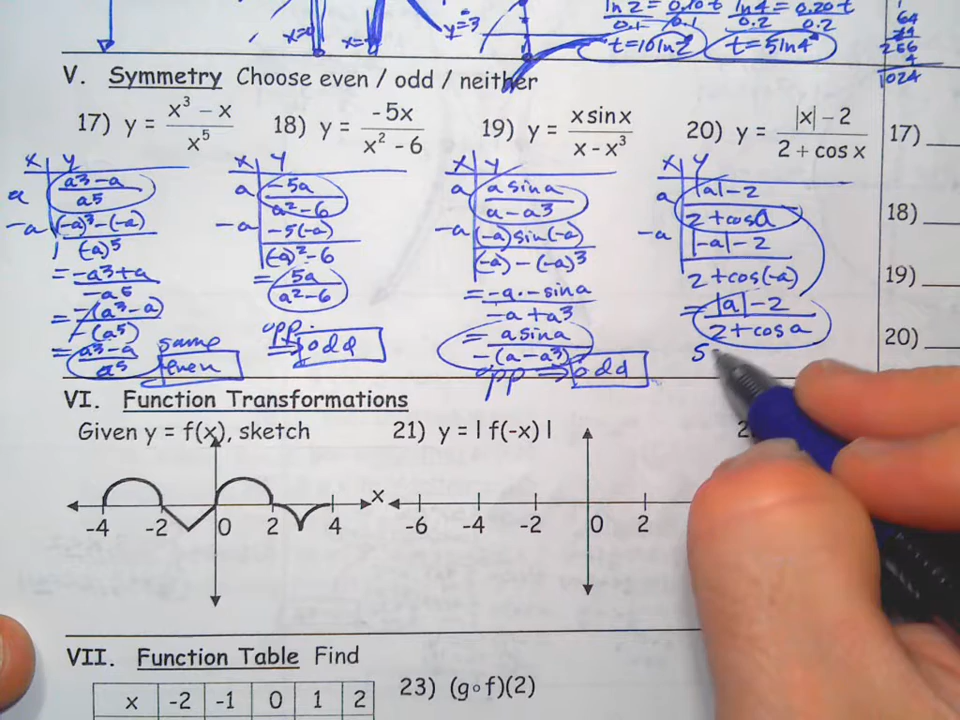 ln 2 = 0.10t ln 4 = 0.20t
0.1 0.1 0.2 0.2
y=3
t=10 ln 2 t=5 ln 4
64
256
4
1024
V. Symmetry Choose even / odd / neither
17) y = x³ - x / x⁵ 18) y = -5x / x² - 6 19) y = x sin x / x - x³ 20) y = |x| - 2 / 2 + cos x 17)
x y x y x y x y
a a³-a / a⁵ a -5a / a²-6 a a sin a / a-a³ a |a|-2 / 2+cos a
18)
-a (-a)³-(-a) / (-a)⁵ -a -5(-a) / (-a)²-6 -a (-a)sin(-a) / (-a)-(-a)³ -a |-a|-2 / 2+cos(-a)
19)
= -a³+a / -a⁵ = 5a / a²-6 = -a·-sin a / -a+a³ = |a|-2 / 2+cos a
= -(a³-a) / -(a⁵) opp. ⇒ odd = a sin a / -(a-a³) 20)
= a³-a / a⁵ same even opp ⇒ odd s
VI. Function Transformations
Given y = f(x), sketch 21) y = | f(-x) | 2
x
-4 -2 0 2 4 -6 -4 -2 0 2
VII. Function Table Find
x -2 -1 0 1 2 23) (g∘f)(2)